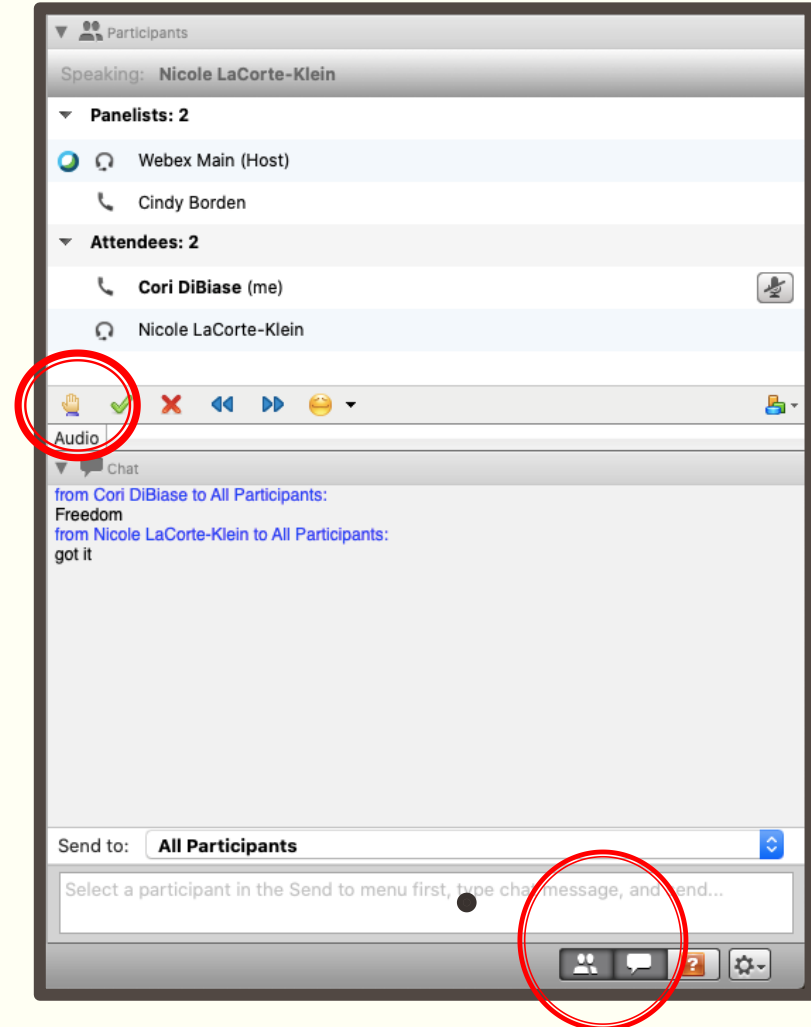 Participants
Speaking: Nicole LaCorte-Klein
Panelists: 2
Webex Main (Host)
Cindy Borden
Attendees: 2
Cori DiBiase (me)
Nicole LaCorte-Klein
Audio
Chat
from Cori DiBiase to All Participants:
Freedom
from Nicole LaCorte-Klein to All Participants:
got it
Send to: All Participants
Select a participant in the Send to menu first, type chat message, and send...
?